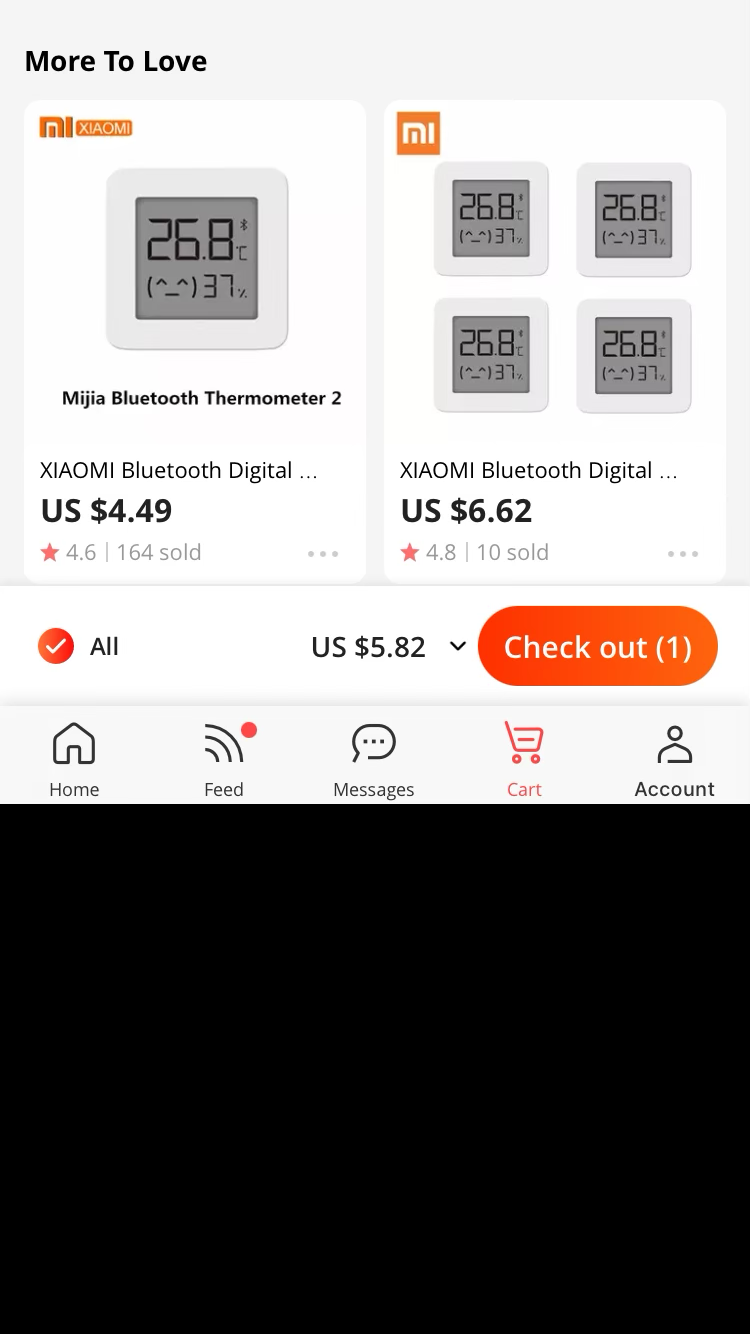 More To Love
mi XIAOMI
26.8℃
(^_^) 37%
Mijia Bluetooth Thermometer 2
XIAOMI Bluetooth Digital ...
US $4.49
4.6 | 164 sold
mi
26.8℃
(^_^) 37%
26.8℃
(^_^) 37%
26.8℃
(^_^) 37%
26.8℃
(^_^) 37%
XIAOMI Bluetooth Digital ...
US $6.62
4.8 | 10 sold
All
US $5.82
Check out (1)
Home
Feed
Messages
Cart
Account